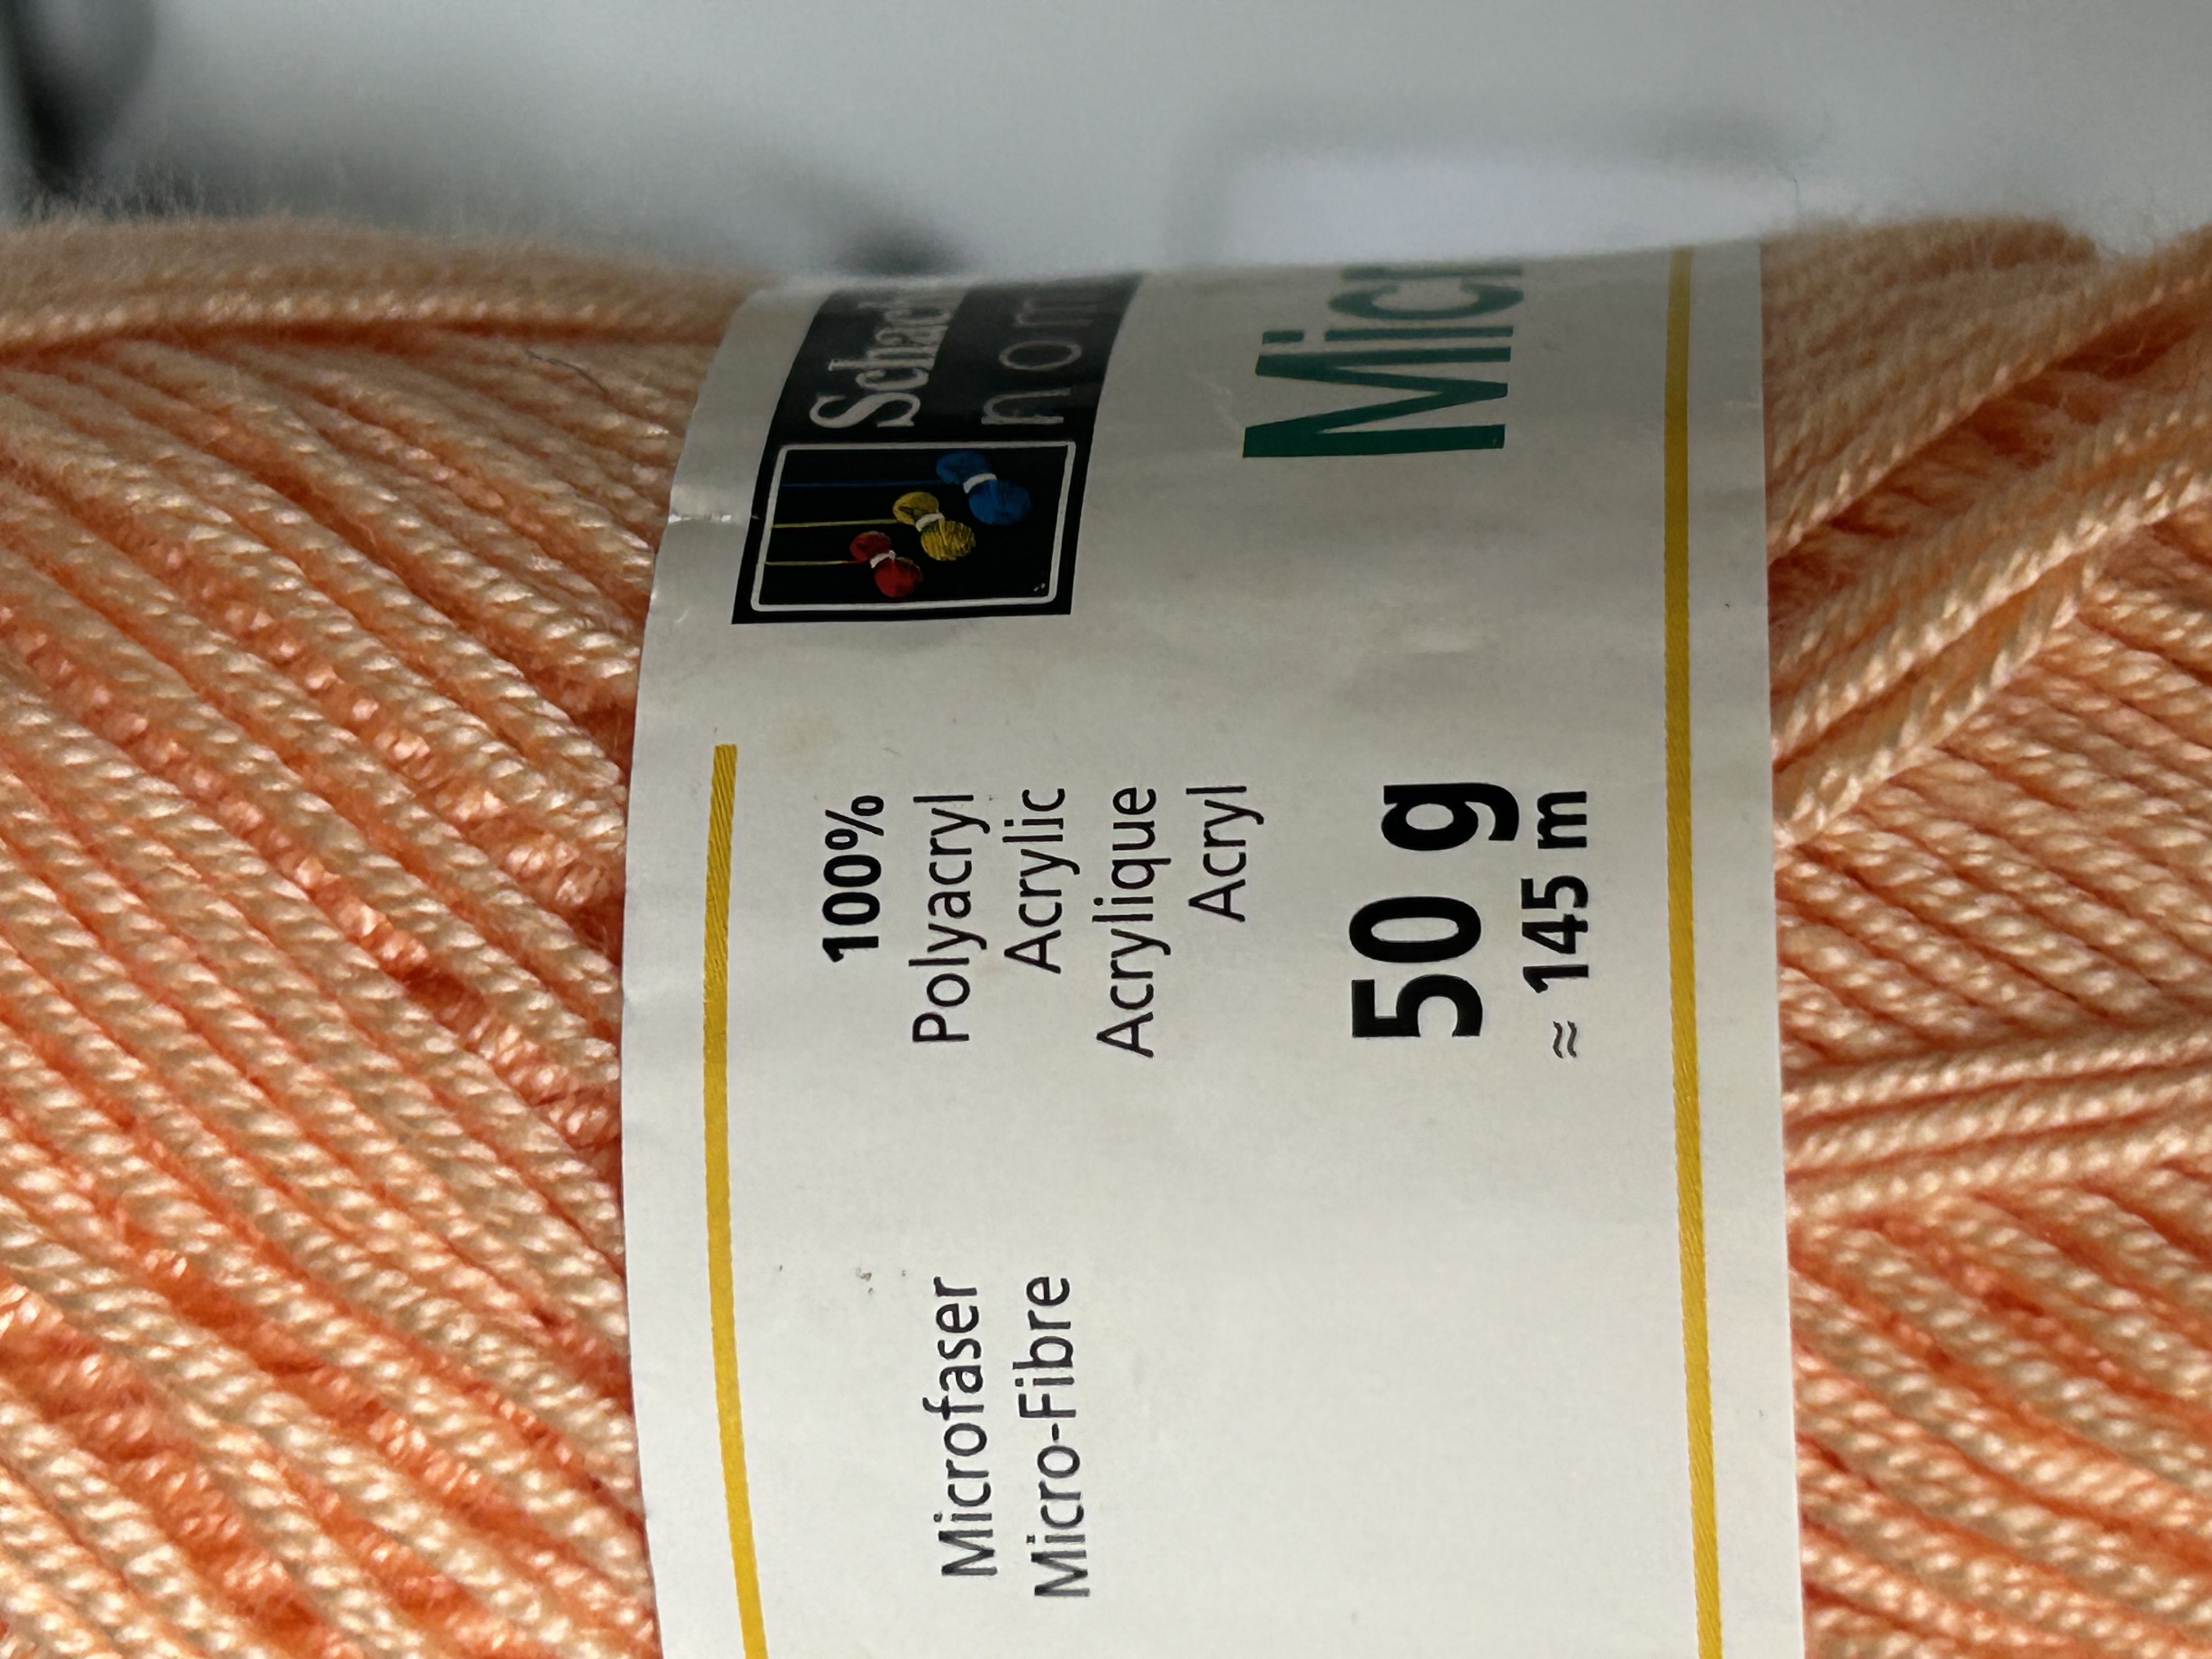 100%
Polyacryl
Acrylic
Acrylique
Acryl
50 g
≈ 145 m
Microfaser
Micro-Fibre